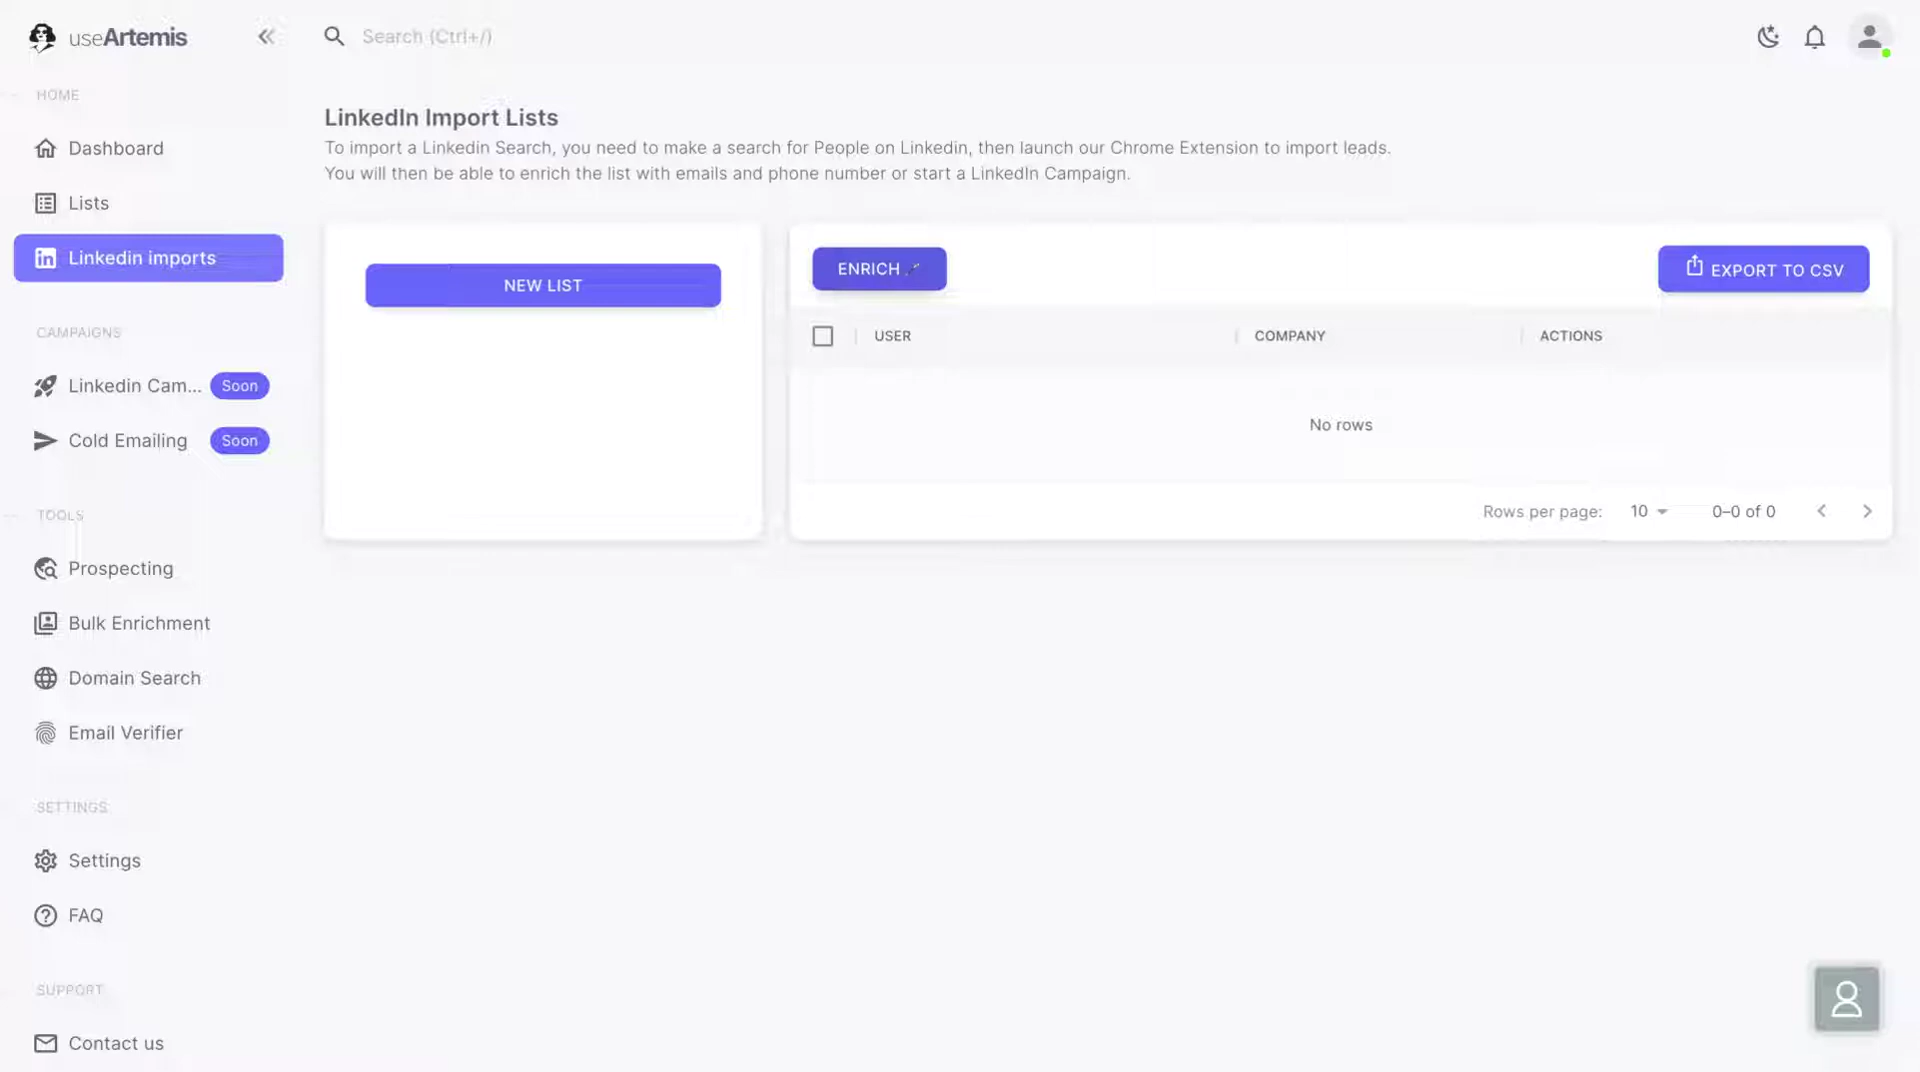 useArtemis
Search (Ctrl+/)
HOME
Dashboard
Lists
Linkedin imports
CAMPAIGNS
Linkedin Cam... Soon
Cold Emailing Soon
TOOLS
Prospecting
Bulk Enrichment
Domain Search
Email Verifier
SETTINGS
Settings
FAQ
SUPPORT
Contact us
LinkedIn Import Lists
To import a Linkedin Search, you need to make a search for People on Linkedin, then launch our Chrome Extension to import leads.
You will then be able to enrich the list with emails and phone number or start a LinkedIn Campaign.
NEW LIST
ENRICH
EXPORT TO CSV
USER COMPANY ACTIONS
No rows
Rows per page: 10 0–0 of 0